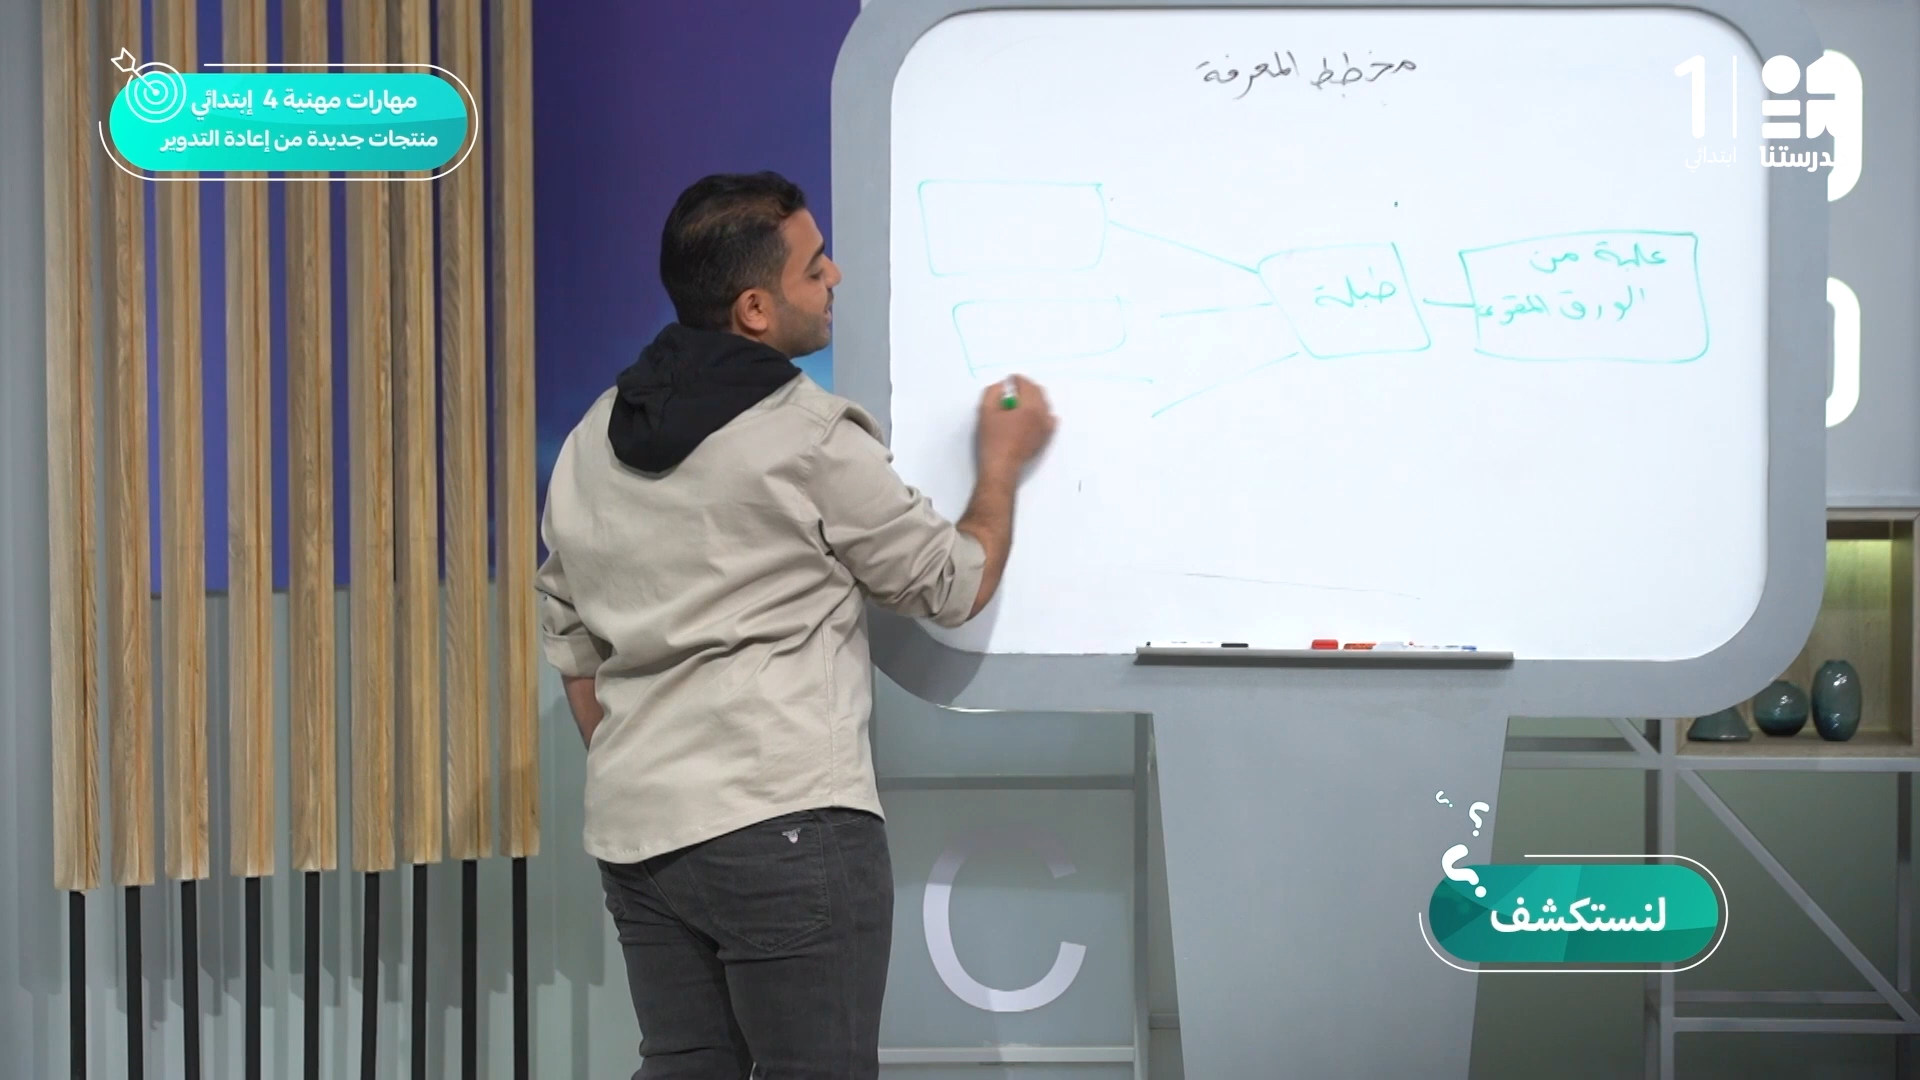 مهارات مهنية 4 إبتدائي
منتجات جديدة من إعادة التدوير
مخطط المعرفة
1
ابتدائي
مدرستنا
علبة من
الورق المقوى
طبلة
لنستكشف